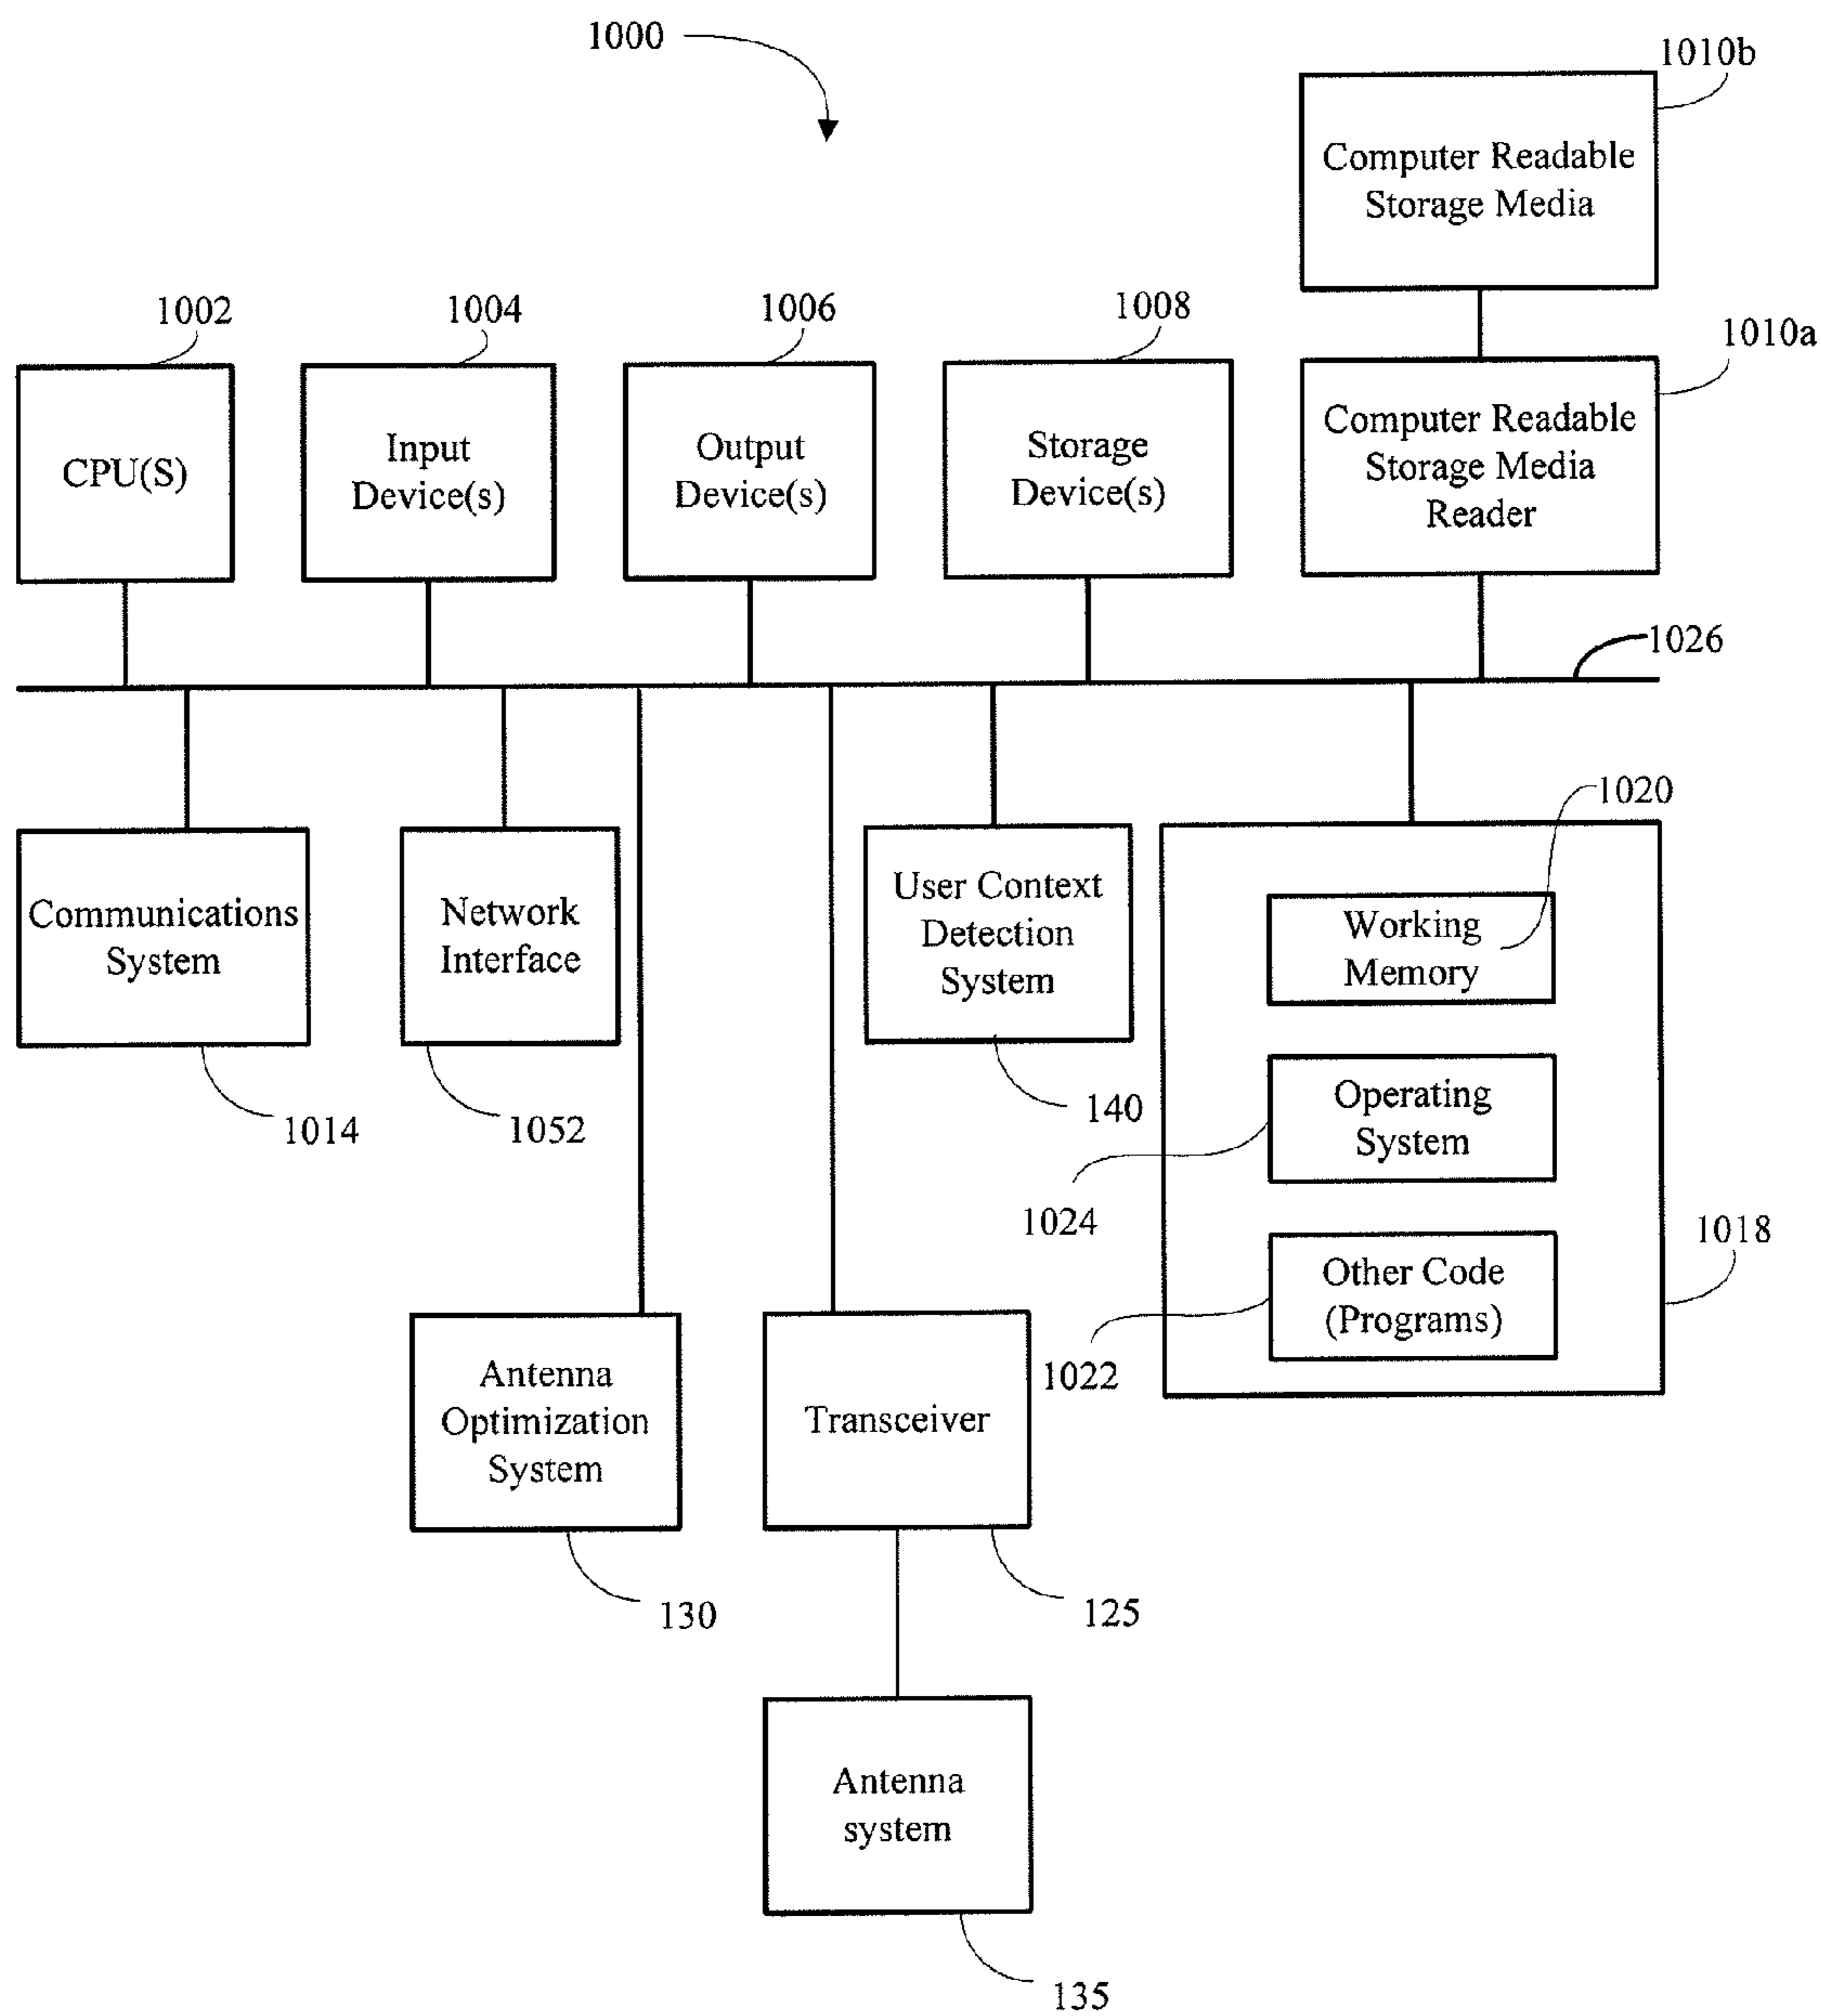 1000
1010b
Computer Readable
Storage Media
1002
1004
1006
1008
1010a
CPU(S)
Input
Device(s)
Output
Device(s)
Storage
Device(s)
Computer Readable
Storage Media
Reader
1026
1020
Communications
System
Network
Interface
User Context
Detection
System
Working
Memory
1014
1052
140
Operating
System
1024
1018
Other Code
(Programs)
1022
Antenna
Optimization
System
Transceiver
130
125
Antenna
system
135